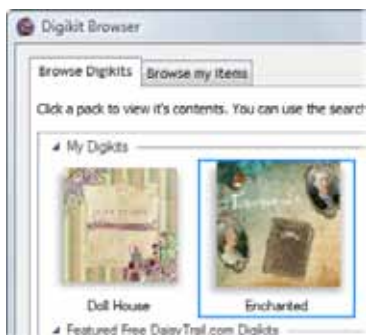 Digikit Browser
Browse Digikits Browse my Items
Click a pack to view it's contents. You can use the search
My Digikits
Doll House Enchanted
Featured Free DaisyTrail.com Digikits